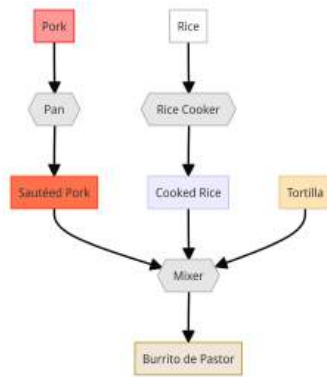 Pork
Rice
Pan
Rice Cooker
Sautéed Pork
Cooked Rice
Tortilla
Mixer
Burrito de Pastor